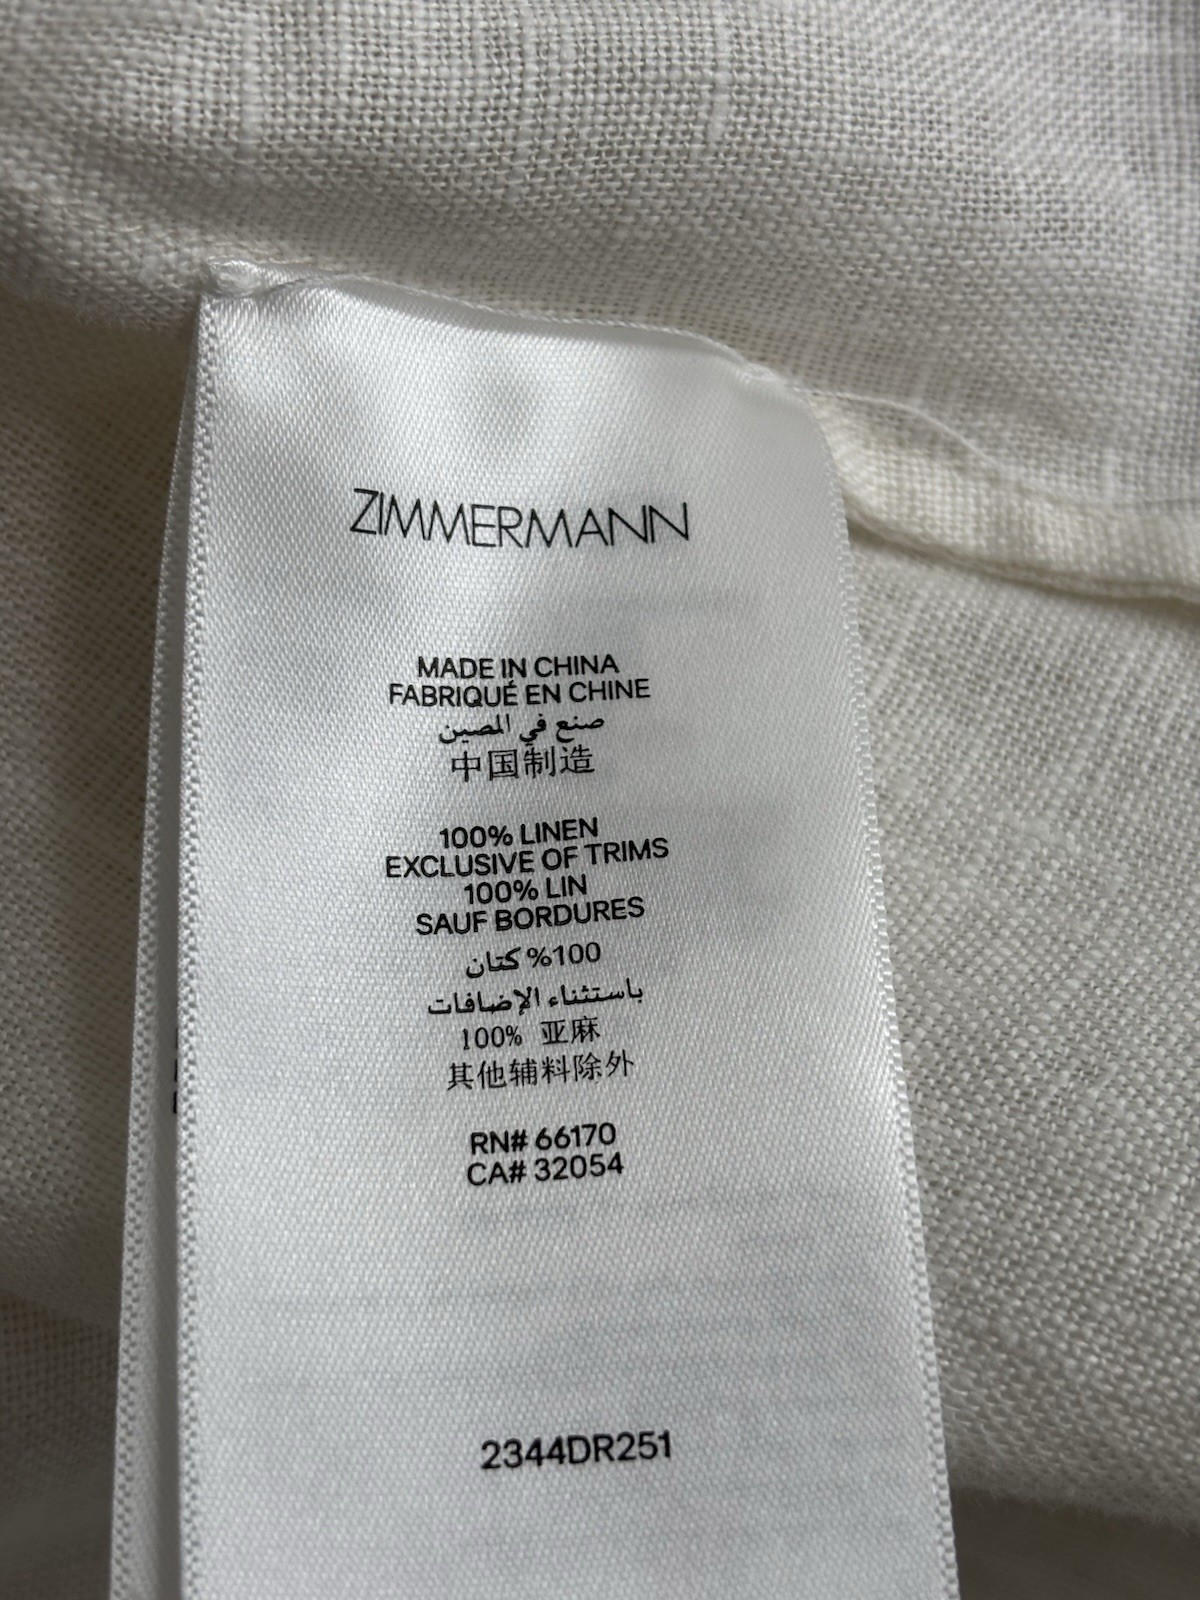 ZIMMERMANN
MADE IN CHINA
FABRIQUÉ EN CHINE
صنع في الصين
中国制造
100% LINEN
EXCLUSIVE OF TRIMS
100% LIN
SAUF BORDURES
100% كتان
باستثناء الإضافات
100% 亚麻
其他辅料除外
RN# 66170
CA# 32054
2344DR251